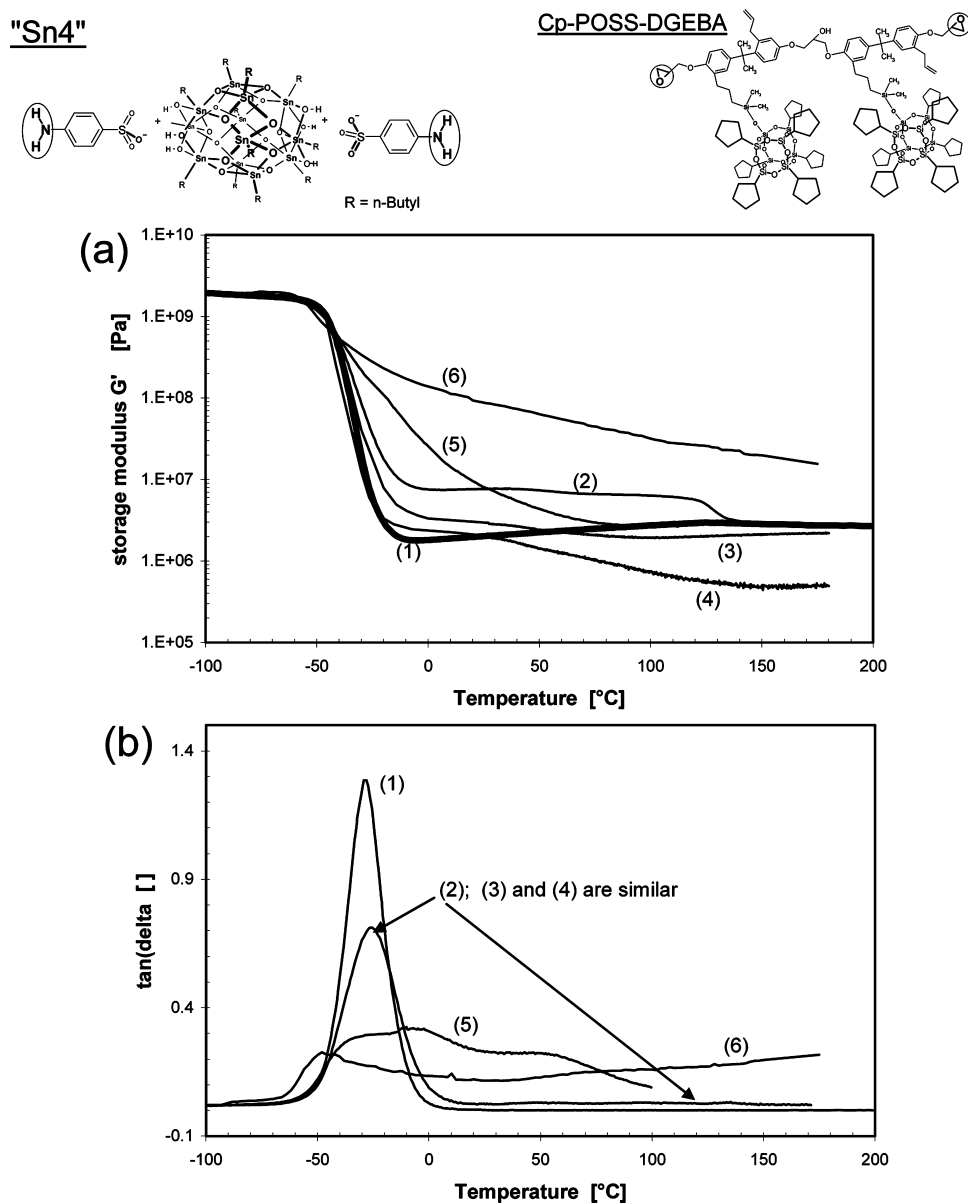 "Sn4"
Cp-POSS-DGEBA
R = n-Butyl
(a)
1.E+10
1.E+09
1.E+08
1.E+07
1.E+06
1.E+05
storage modulus G' [Pa]
(6)
(5)
(2)
(1)
(3)
(4)
-100
-50
0
50
100
150
200
Temperature [°C]
(b)
1.4
0.9
0.4
-0.1
tan(delta [ ]
(1)
(2); (3) and (4) are similar
(5)
(6)
-100
-50
0
50
100
150
200
Temperature [°C]